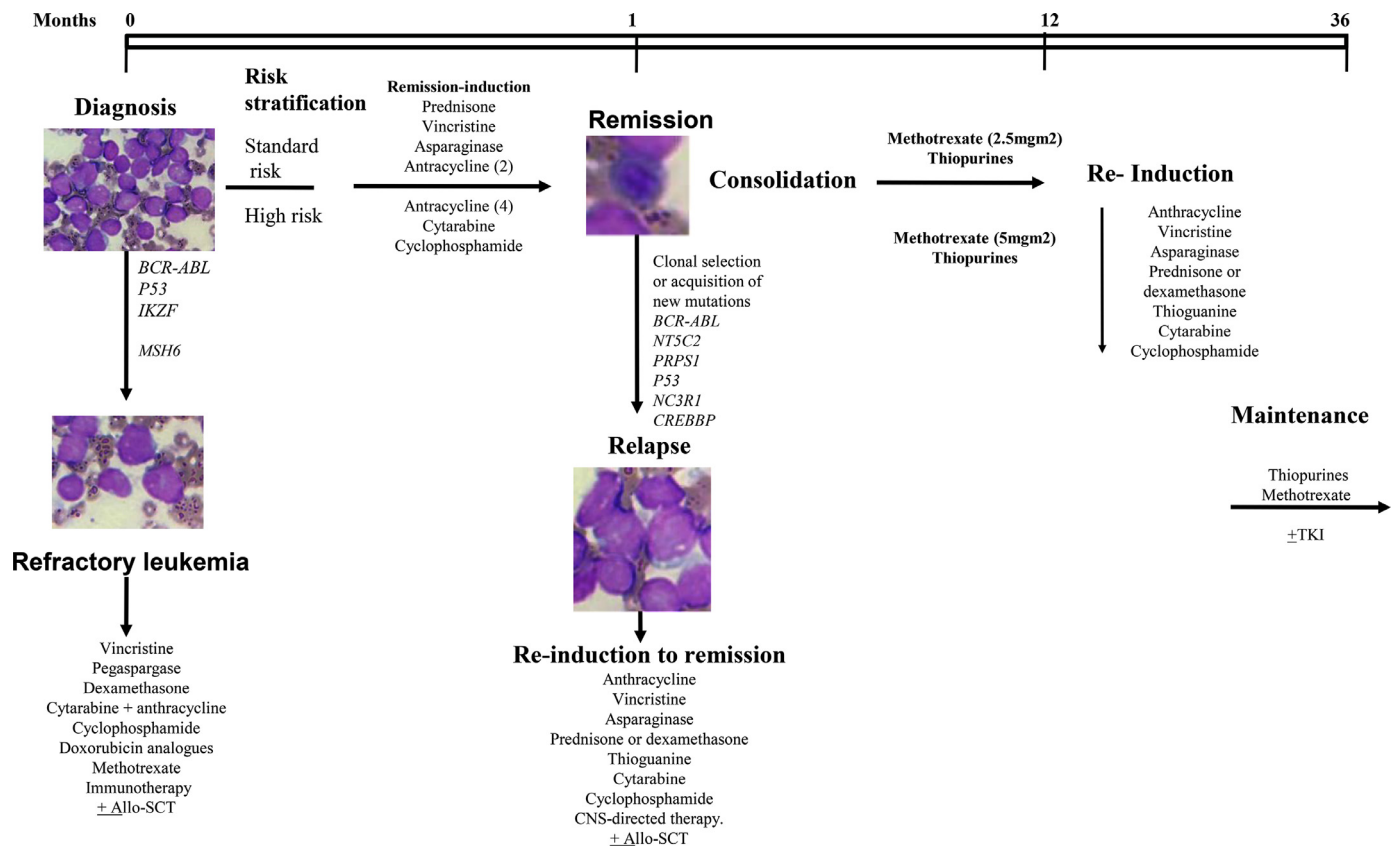 Months 0 1 12 36
Diagnosis
Risk
stratification
Standard
risk
High risk
Remission-induction
Prednisone
Vincristine
Asparaginase
Antracycline (2)
Antracycline (4)
Cytarabine
Cyclophosphamide
Remission
Consolidation
Methotrexate (2.5mgm2)
Thiopurines
Methotrexate (5mgm2)
Thiopurines
Re- Induction
Anthracycline
Vincristine
Asparaginase
Prednisone or
dexamethasone
Thioguanine
Cytarabine
Cyclophosphamide
BCR-ABL
P53
IKZF
MSH6
Clonal selection
or acquisition of
new mutations
BCR-ABL
NT5C2
PRPS1
P53
NC3R1
CREBBP
Maintenance
Thiopurines
Methotrexate
±TKI
Refractory leukemia
Vincristine
Pegaspargase
Dexamethasone
Cytarabine + anthracycline
Cyclophosphamide
Doxorubicin analogues
Methotrexate
Immunotherapy
+ Allo-SCT
Relapse
Re-induction to remission
Anthracycline
Vincristine
Asparaginase
Prednisone or dexamethasone
Thioguanine
Cytarabine
Cyclophosphamide
CNS-directed therapy.
+ Allo-SCT